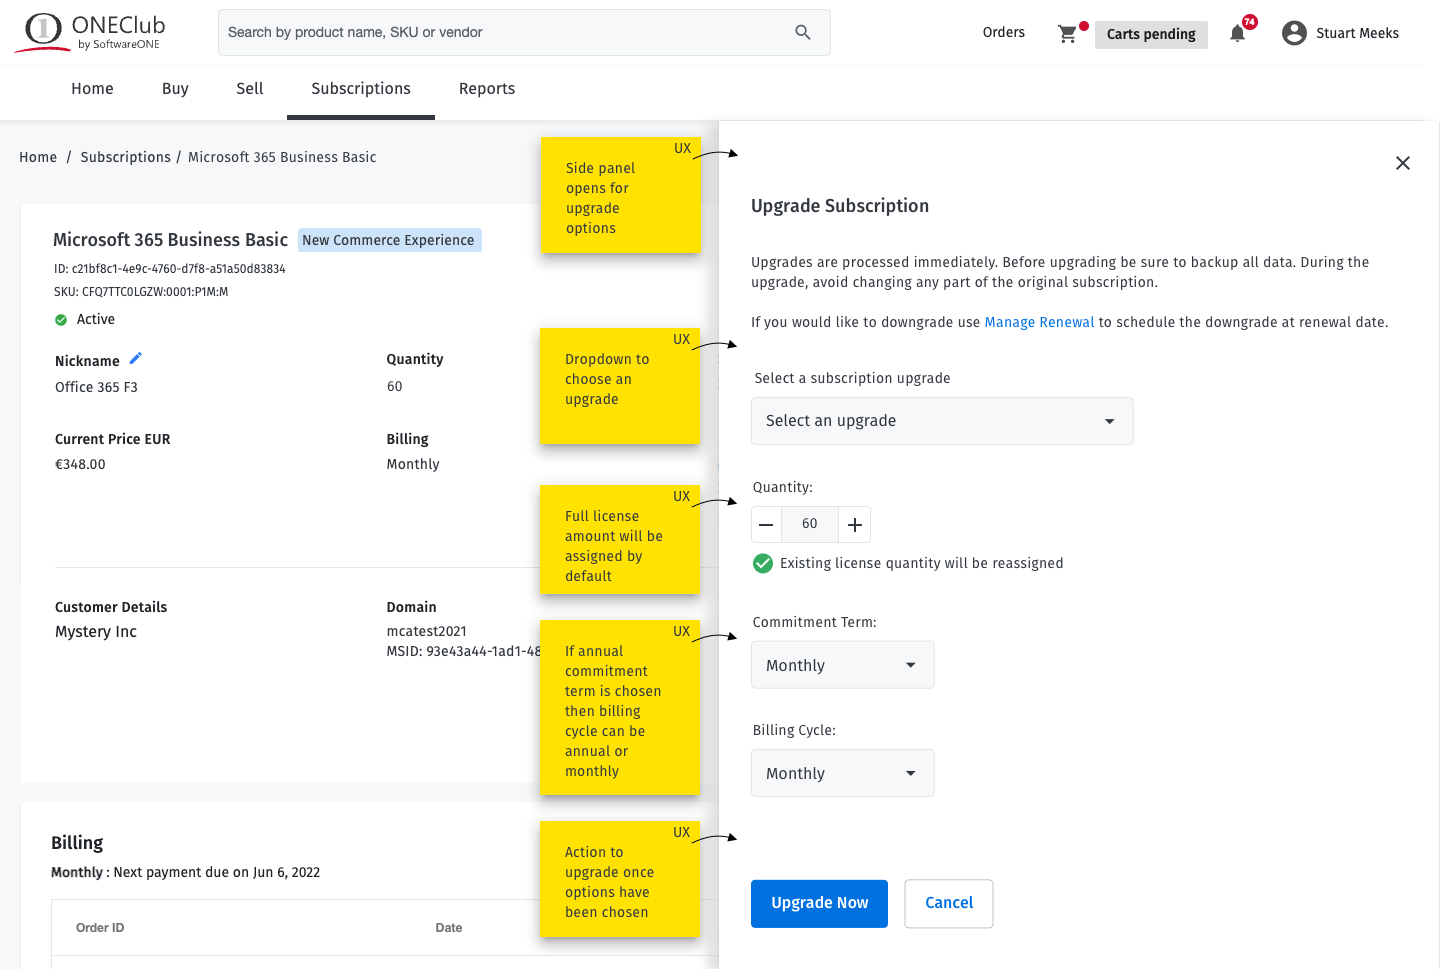 ONEClub
by SoftwareONE
Search by product name, SKU or vendor
Orders
Carts pending
74
Stuart Meeks
Home
Buy
Sell
Subscriptions
Reports
Home / Subscriptions / Microsoft 365 Business Basic
Microsoft 365 Business Basic
New Commerce Experience
ID: c21bf8c1-4e9c-4760-d7f8-a51a50d83834
SKU: CFQ7TTC0LGZW:0001:P1M:M
Active
Nickname
Office 365 F3
Quantity
60
Current Price EUR
€348.00
Billing
Monthly
Customer Details
Mystery Inc
Domain
mcatest2021
MSID: 93e43a44-1ad1-48
Billing
Monthly : Next payment due on Jun 6, 2022
Order ID
Date
UX
Side panel
opens for
upgrade
options
UX
Dropdown to
choose an
upgrade
UX
Full license
amount will be
assigned by
default
UX
If annual
commitment
term is chosen
then billing
cycle can be
annual or
monthly
UX
Action to
upgrade once
options have
been chosen
Upgrade Subscription
Upgrades are processed immediately. Before upgrading be sure to backup all data. During the
upgrade, avoid changing any part of the original subscription.
If you would like to downgrade use Manage Renewal to schedule the downgrade at renewal date.
Select a subscription upgrade
Select an upgrade
Quantity:
60
Existing license quantity will be reassigned
Commitment Term:
Monthly
Billing Cycle:
Monthly
Upgrade Now
Cancel